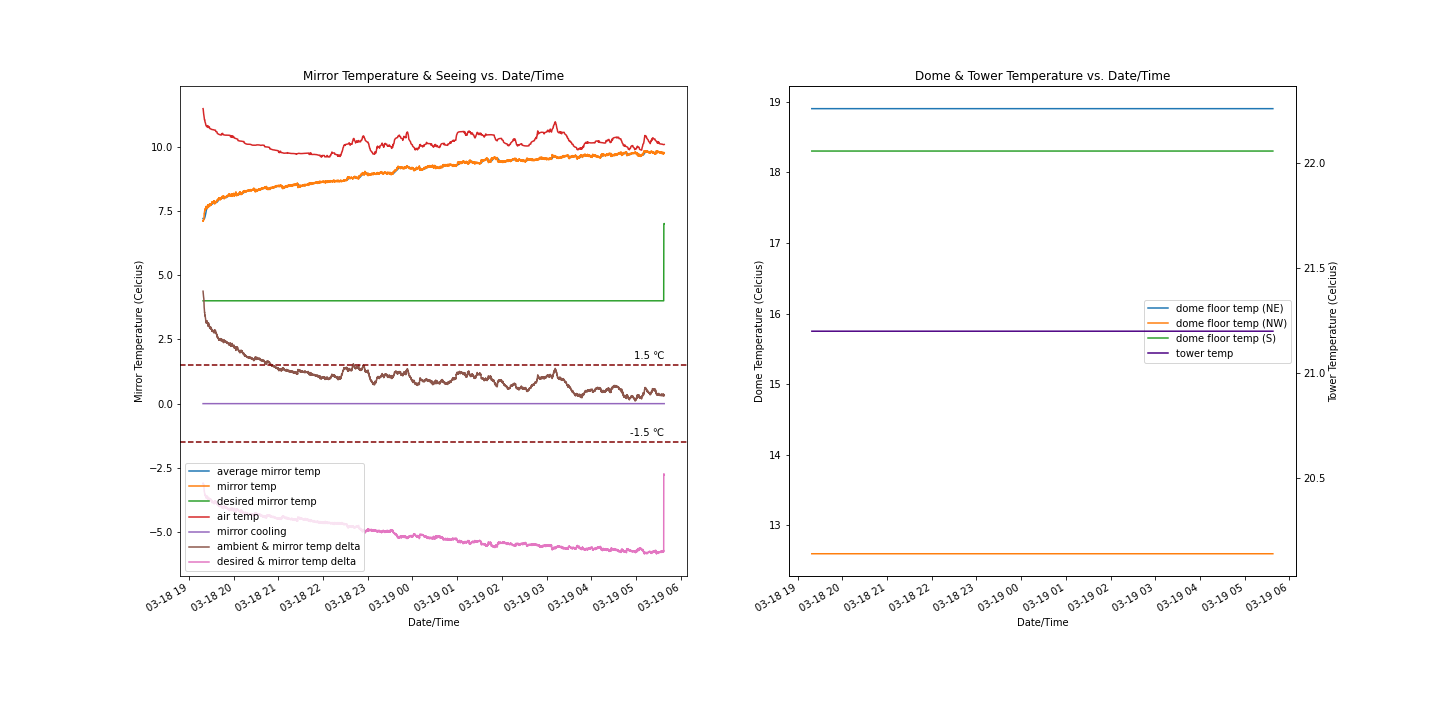 Mirror Temperature & Seeing vs. Date/Time
Mirror Temperature (Celcius)
10.0
7.5
5.0
2.5
0.0
−2.5
−5.0
1.5 °C
-1.5 °C
average mirror temp
mirror temp
desired mirror temp
air temp
mirror cooling
ambient & mirror temp delta
desired & mirror temp delta
03-18 19
03-18 20
03-18 21
03-18 22
03-18 23
03-19 00
03-19 01
03-19 02
03-19 03
03-19 04
03-19 05
03-19 06
Date/Time
Dome & Tower Temperature vs. Date/Time
Dome Temperature (Celcius)
19
18
17
16
15
14
13
dome floor temp (NE)
dome floor temp (NW)
dome floor temp (S)
tower temp
22.0
21.5
21.0
20.5
Tower Temperature (Celcius)
03-18 19
03-18 20
03-18 21
03-18 22
03-18 23
03-19 00
03-19 01
03-19 02
03-19 03
03-19 04
03-19 05
03-19 06
Date/Time